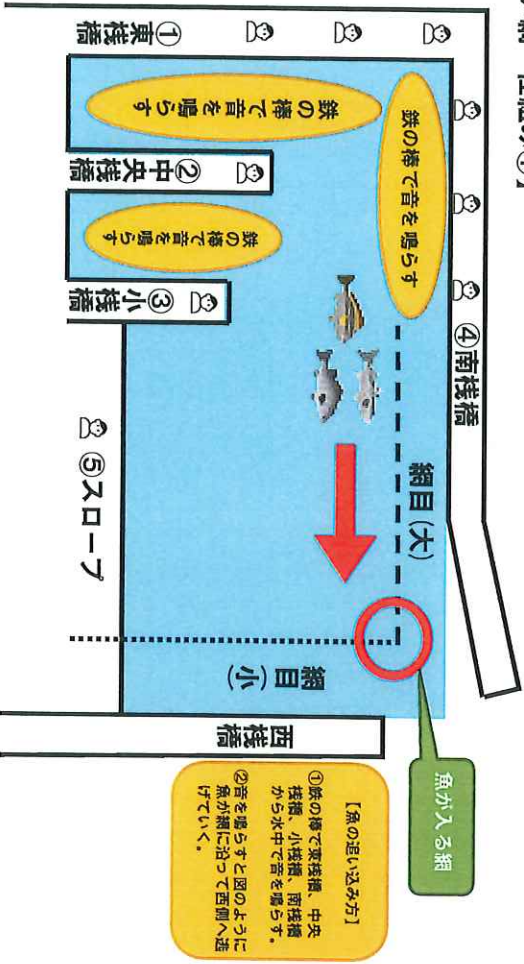 ①東桟橋
鉄の棒で音を鳴らす
鉄の棒で音を鳴らす
②中央桟橋
鉄の棒で音を鳴らす
③小桟橋
④南桟橋
⑤スロープ
網目(大)
網目(小)
西桟橋
魚が入る網
【魚の追い込み方】
①鉄の棒で東桟橋、中央
桟橋、小桟橋、南桟橋
から水中で音を鳴らす。
②音を鳴らすと図のように
魚が網に沿って西側へ逃
げていく。